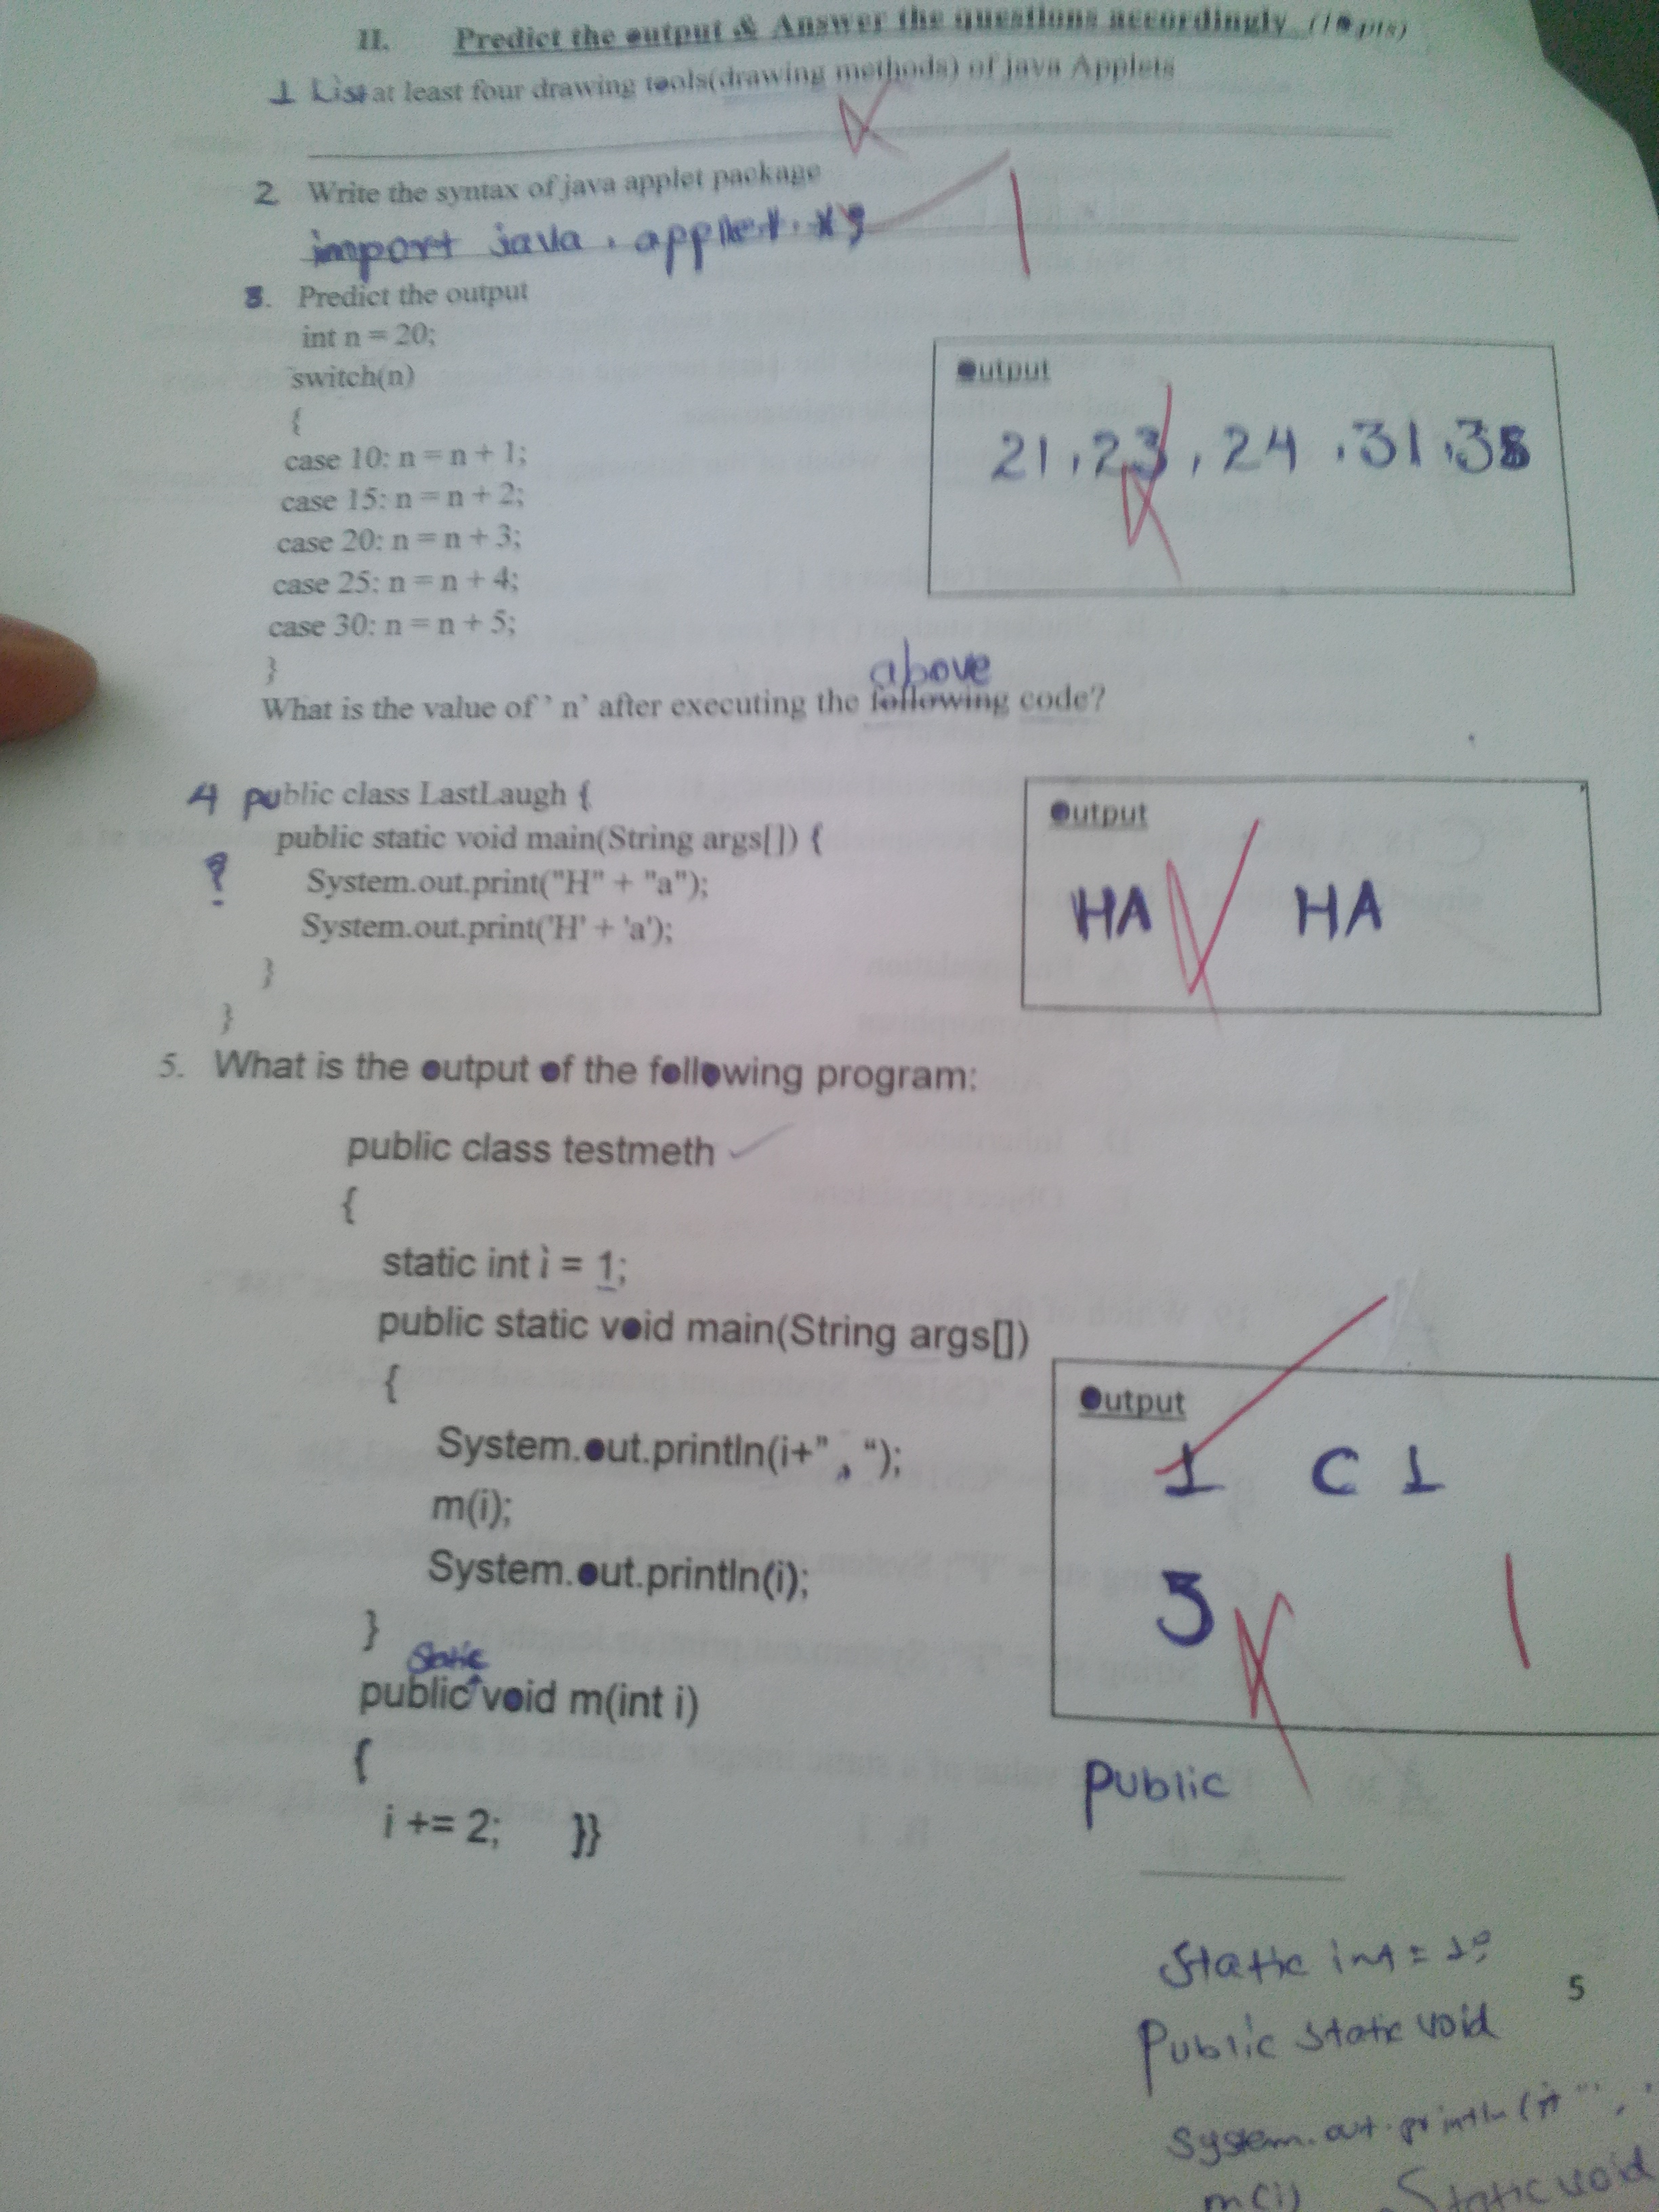 II. Predict the output & Answer the questions accordingly (10 pts)
1 List at least four drawing tools(drawing methods) of java Applets
2 Write the syntax of java applet package
import java.applet.*;
3. Predict the output
int n = 20;
switch(n)
{
case 10: n = n + 1;
case 15: n = n + 2;
case 20: n = n + 3;
case 25: n = n + 4;
case 30: n = n + 5;
}
Output
21, 23, 24, 31, 38
above
What is the value of ' n' after executing the following code?
4 public class LastLaugh {
public static void main(String args[]) {
? System.out.print("H" + "a");
System.out.print('H' + 'a');
}
}
Output
HA HA
5. What is the output of the following program:
public class testmeth
{
static int i = 1;
public static void main(String args[])
{
System.out.println(i+” , “);
m(i);
System.out.println(i);
}
static
public void m(int i)
{
i += 2; }}
Output
1 C 1
3
1
public
static int = 1;
5
Public static void
System.out.println(i+ " ,
m(i) Static void